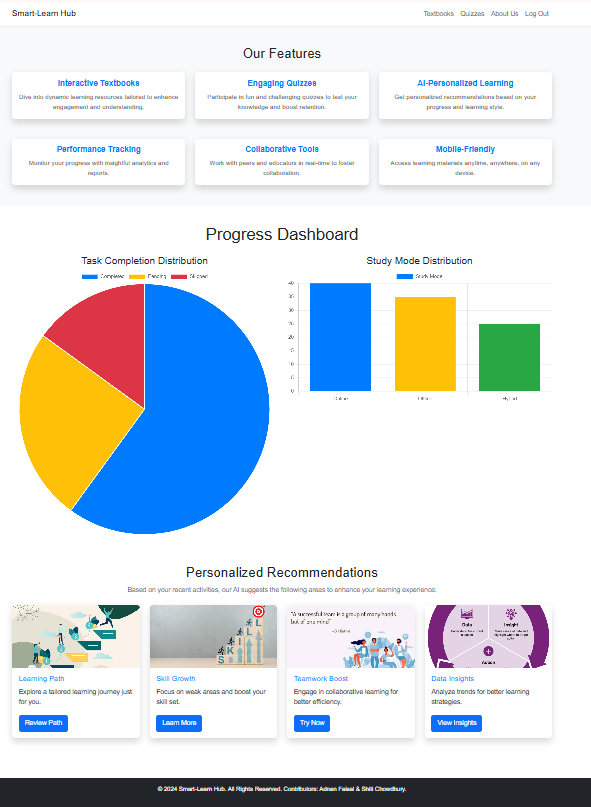 Smart-Learn Hub
Textbooks Quizzes About Us Log Out
Our Features
Interactive Textbooks
Dive into dynamic learning resources tailored to enhance
engagement and understanding.
Engaging Quizzes
Participate in fun and challenging quizzes to test your
knowledge and boost retention.
AI-Personalized Learning
Get personalized recommendations based on your
progress and learning style.
Performance Tracking
Monitor your progress with insightful analytics and
reports.
Collaborative Tools
Work with peers and educators in real-time to foster
collaboration.
Mobile-Friendly
Access learning materials anytime, anywhere, on any
device.
Progress Dashboard
Task Completion Distribution
Completed Pending Skipped
Study Mode Distribution
Study Mode
40
35
30
25
20
15
10
5
0
Online Offline Hybrid
Personalized Recommendations
Based on your recent activities, our AI suggests the following areas to enhance your learning experience:
SKILL
"A successful team is a group of many hands
but of one mind"
Data
Insight
Action
Learning Path
Explore a tailored learning journey just
for you.
Review Path
Skill Growth
Focus on weak areas and boost your
skill set.
Learn More
Teamwork Boost
Engage in collaborative learning for
better efficiency.
Try Now
Data Insights
Analyze trends for better learning
strategies.
View Insights
© 2024 Smart-Learn Hub. All Rights Reserved. Contributors: Adnan Faisal & Shiti Chowdhury.